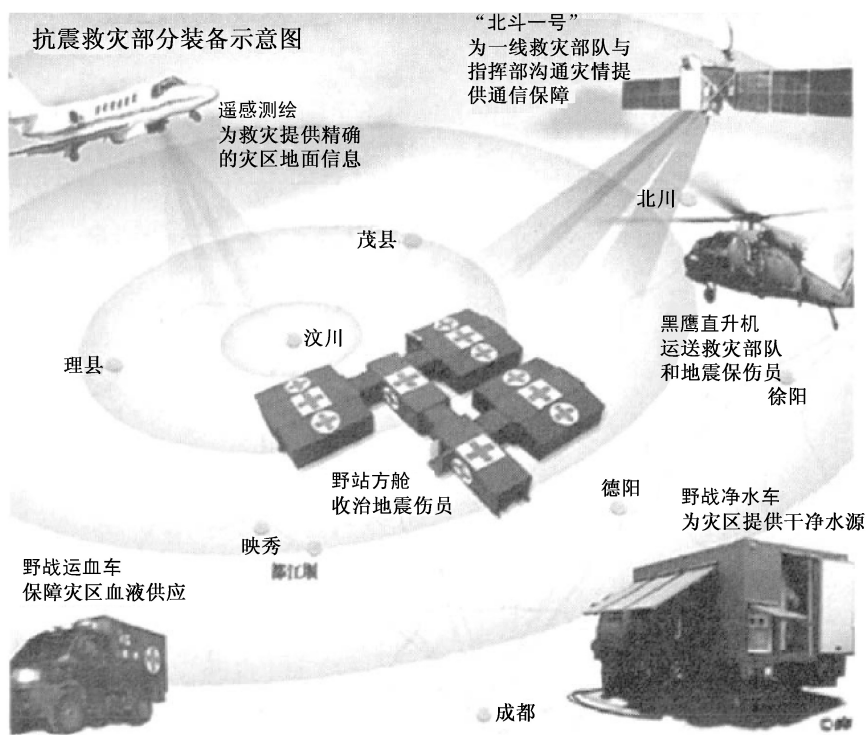 抗震救灾部分装备示意图
“北斗一号”
为一线救灾部队与
指挥部沟通灾情提
供通信保障
遥感测绘
为救灾提供精确
的灾区地面信息
北川
茂县
汶川
理县
黑鹰直升机
运送救灾部队
和地震保伤员
徐阳
野站方舱
收治地震伤员
德阳
野战净水车
为灾区提供干净水源
映秀
都江堰
野战运血车
保障灾区血液供应
成都